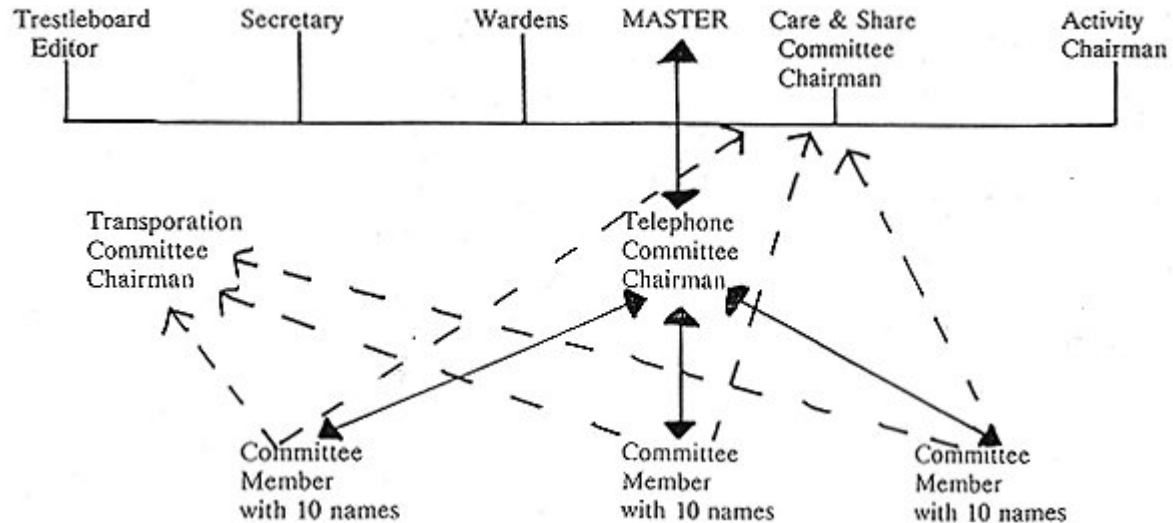 Trestleboard
Editor
Secretary
Wardens
MASTER
Care & Share
Committee
Chairman
Activity
Chairman
Transporation
Committee
Chairman
Telephone
Committee
Chairman
Committee
Member
with 10 names
Committee
Member
with 10 names
Committee
Member
with 10 names